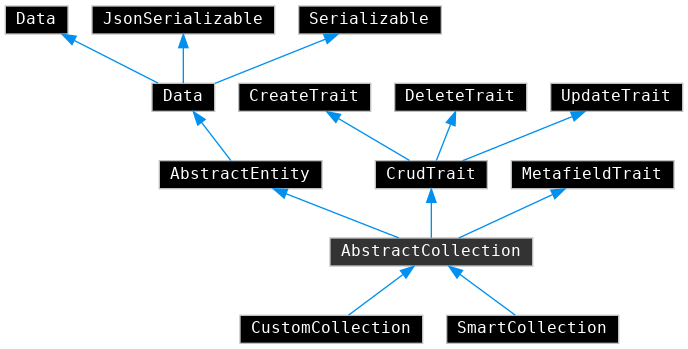 Data
JsonSerializable
Serializable
Data
CreateTrait
DeleteTrait
UpdateTrait
AbstractEntity
CrudTrait
MetafieldTrait
AbstractCollection
CustomCollection
SmartCollection